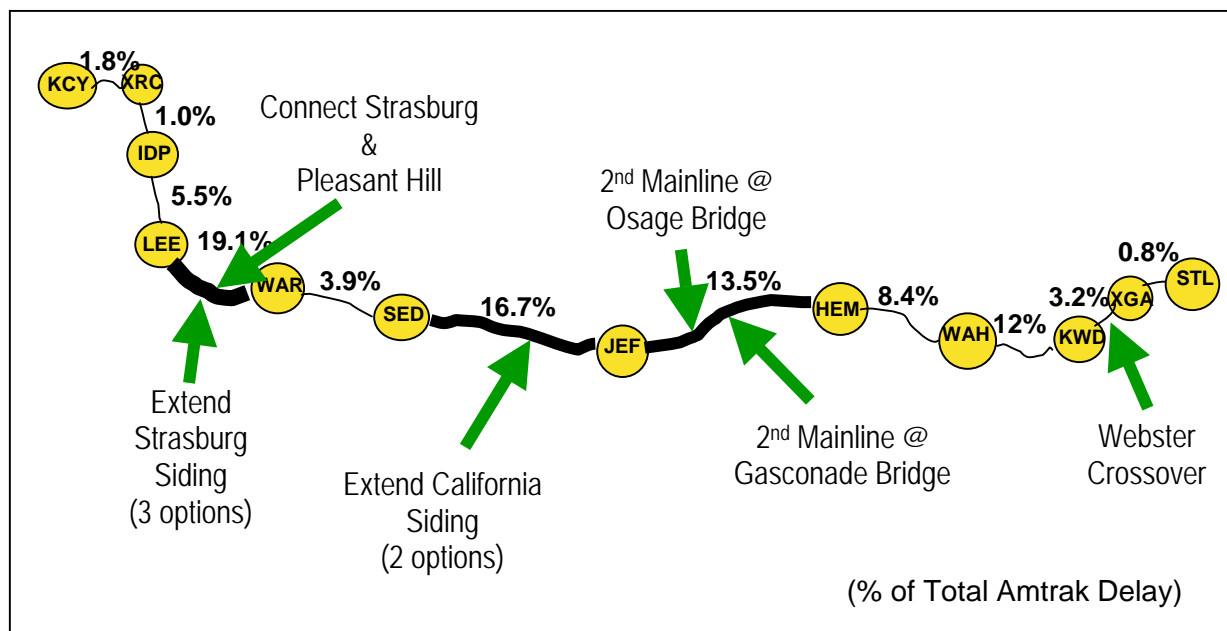 KCY
1.8%
XRC
1.0%
IDP
5.5%
LEE
19.1%
WAR
3.9%
SED
16.7%
JEF
13.5%
HEM
8.4%
WAH
12%
KWD
3.2%
XGA
0.8%
STL
Connect Strasburg
&
Pleasant Hill
2nd Mainline @
Osage Bridge
Extend
Strasburg
Siding
(3 options)
Extend California
Siding
(2 options)
2nd Mainline @
Gasconade Bridge
Webster
Crossover
(% of Total Amtrak Delay)